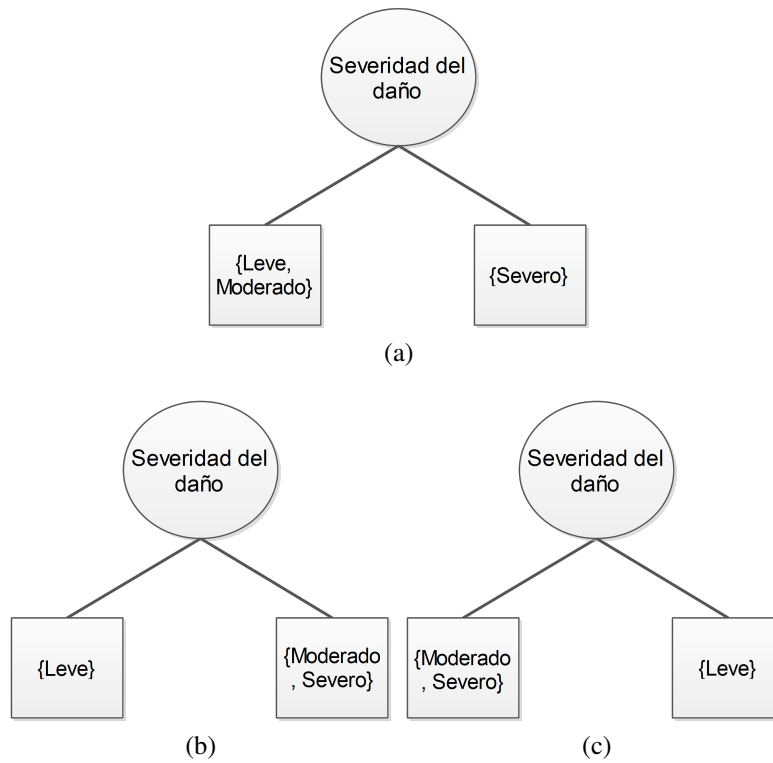 Severidad del
daño
{Leve,
Moderado}
{Severo}
(a)
Severidad del
daño
{Leve}
{Moderado
, Severo}
(b)
Severidad del
daño
{Moderado
, Severo}
{Leve}
(c)